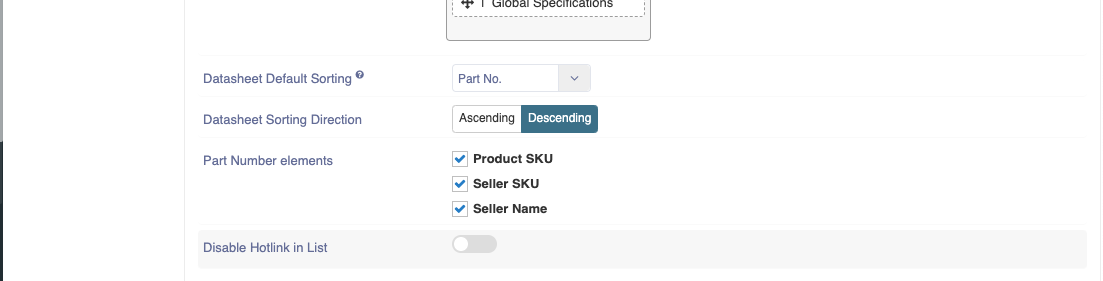 1 Global Specifications
Datasheet Default Sorting ?
Part No.
Datasheet Sorting Direction
Ascending Descending
Part Number elements
Product SKU
Seller SKU
Seller Name
Disable Hotlink in List